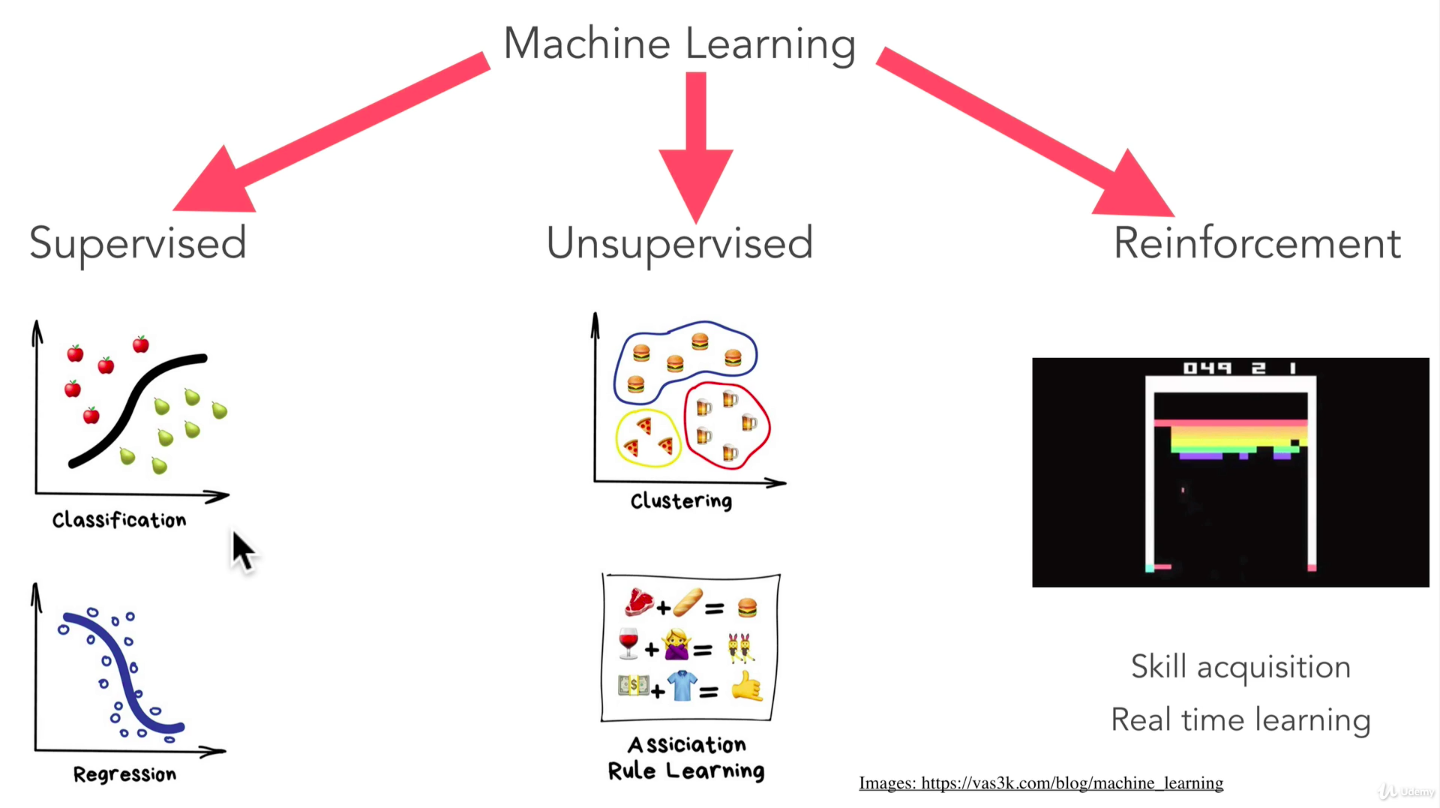 Machine Learning
Supervised
Unsupervised
Reinforcement
Classification
Regression
Clustering
+ =
+ =
$ + =
Assiciation
Rule Learning
049 2 1
Skill acquisition
Real time learning
Images: https://vas3k.com/blog/machine_learning
Udemy